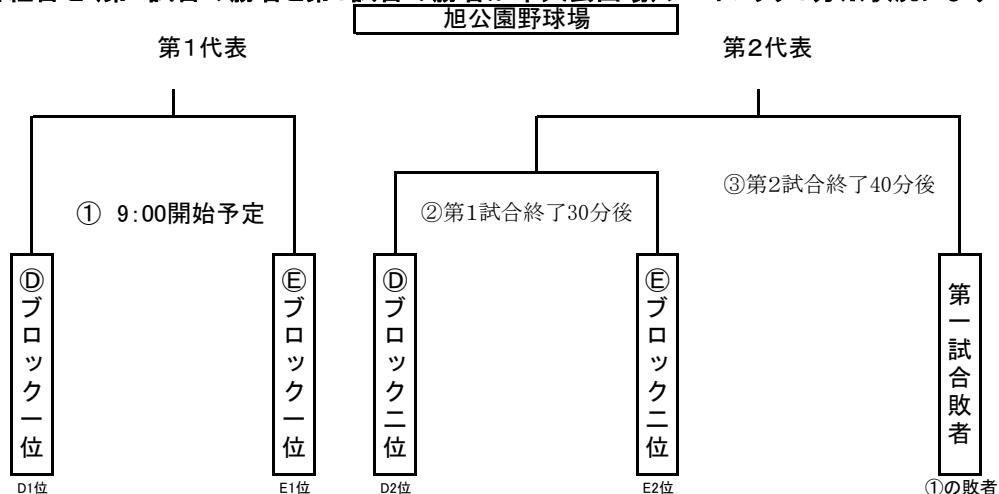 旭公園野球場
第1代表
第2代表
③第2試合終了40分後
① 9:00開始予定
②第1試合終了30分後
Ⓓブロック一位
Ⓔブロック一位
Ⓓブロック二位
Ⓔブロック二位
第一試合敗者
D1位
E1位
D2位
E2位
①の敗者